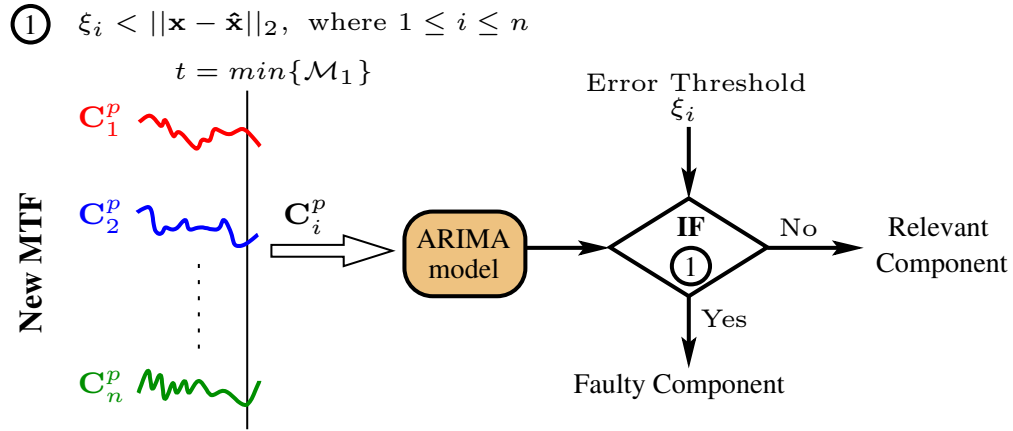 1 ξ_i < ||x − x̂||_2, where 1 ≤ i ≤ n
t = min{M_1}
New MTF
C_1^p
C_2^p
C_n^p
C_i^p
ARIMA
model
Error Threshold
ξ_i
IF
1
No
Yes
Relevant
Component
Faulty Component